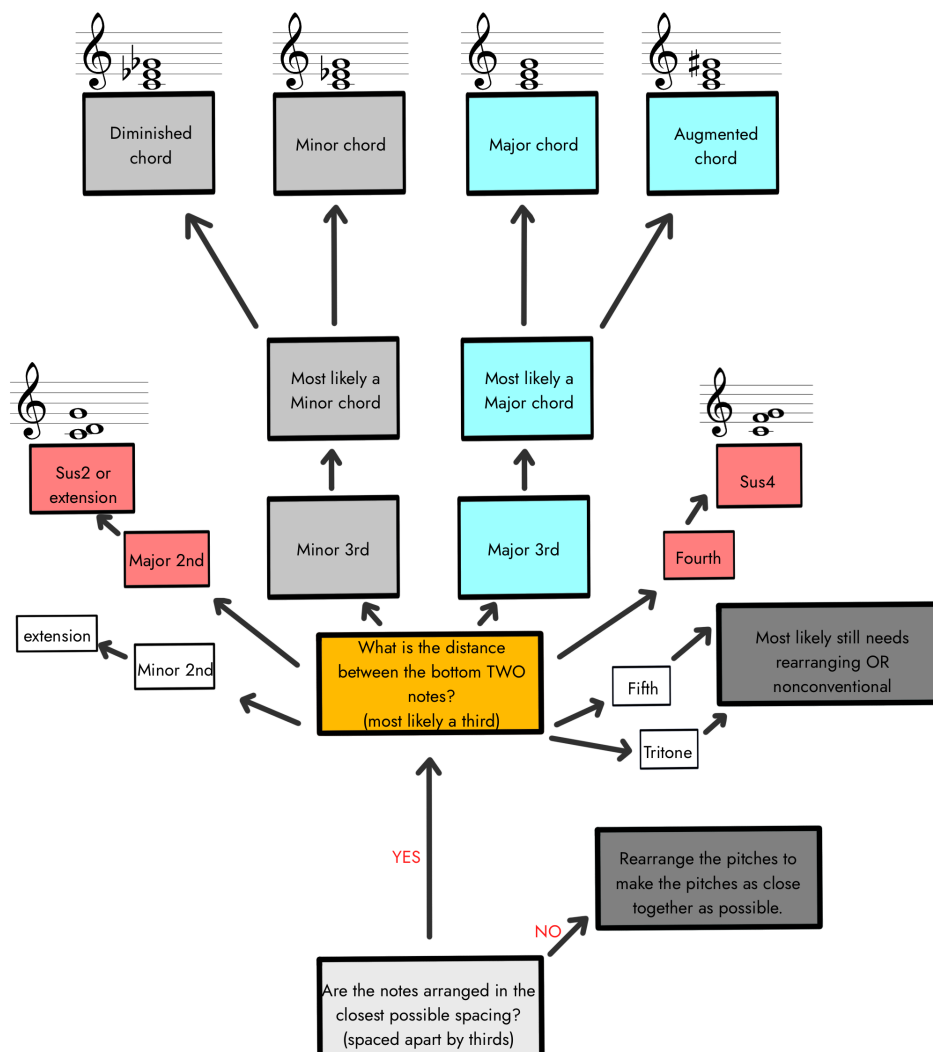 Diminished
chord
Minor chord
Major chord
Augmented
chord
Most likely a
Minor chord
Most likely a
Major chord
Sus2 or
extension
Sus4
Minor 3rd
Major 3rd
Major 2nd
Fourth
extension
Minor 2nd
What is the distance
between the bottom TWO
notes?
(most likely a third)
Most likely still needs
rearranging OR
nonconventional
Fifth
Tritone
YES
Rearrange the pitches to
make the pitches as close
together as possible.
NO
Are the notes arranged in the
closest possible spacing?
(spaced apart by thirds)